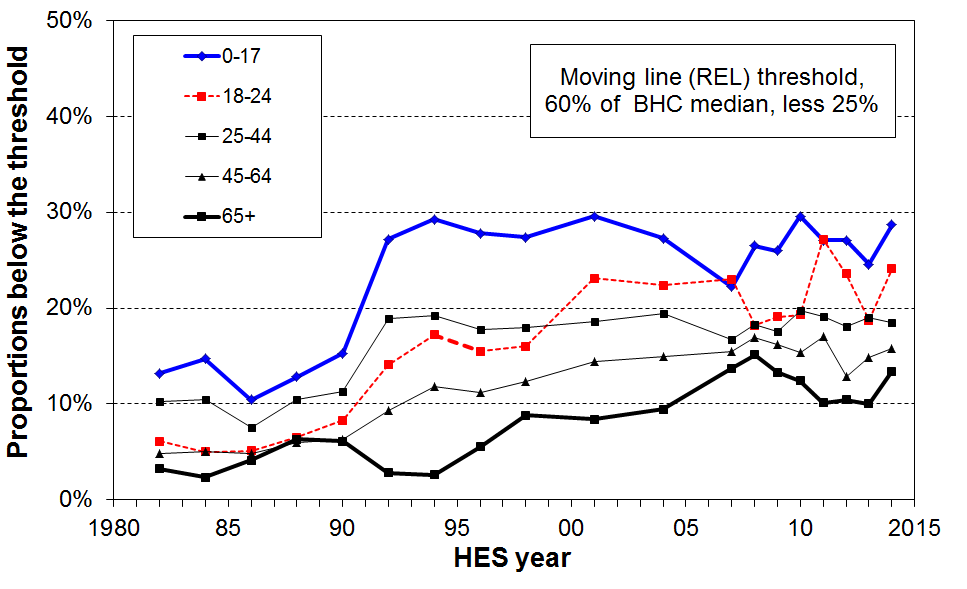 50%
40%
30%
20%
10%
0%
Proportions below the threshold
0-17
18-24
25-44
45-64
65+
Moving line (REL) threshold,
60% of BHC median, less 25%
1980 85 90 95 00 05 10 2015
HES year